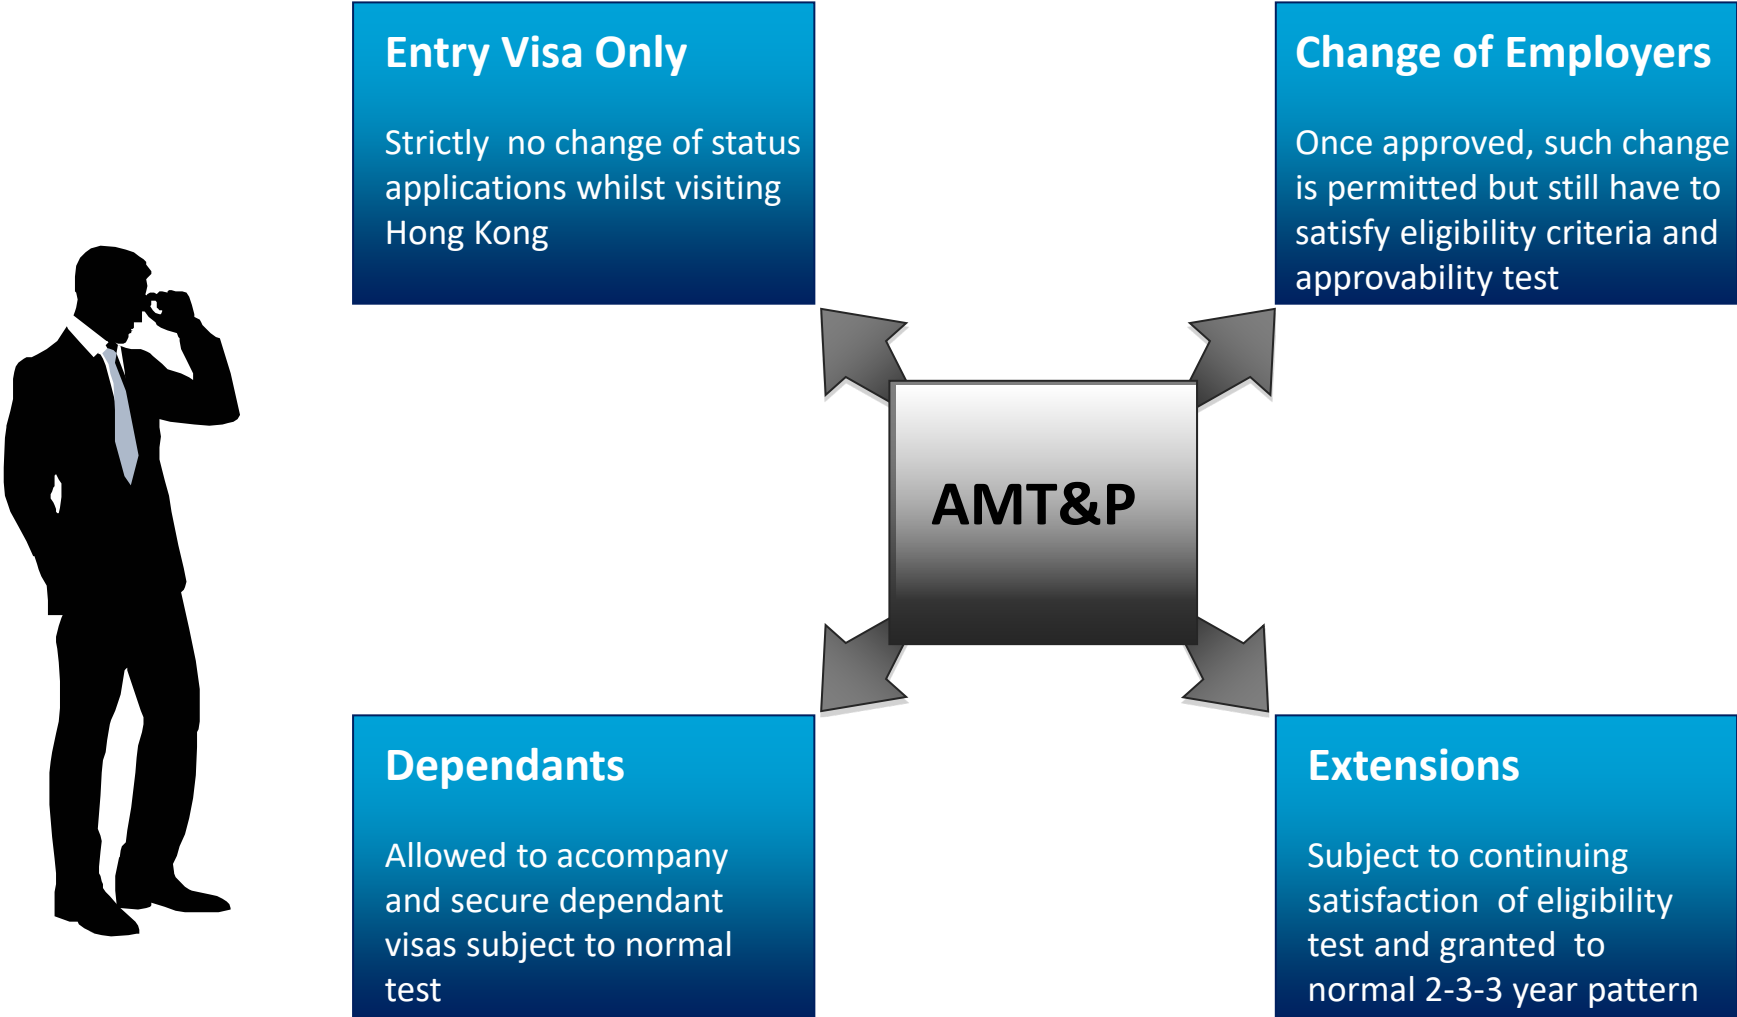 Entry Visa Only
Strictly  no change of status
applications whilst visiting
Hong Kong
Change of Employers
Once approved, such change
is permitted but still have to
satisfy eligibility criteria and
approvability test
AMT&P
Dependants
Allowed to accompany
and secure dependant
visas subject to normal
test
Extensions
Subject to continuing
satisfaction  of eligibility
test and granted  to
normal 2-3-3 year pattern